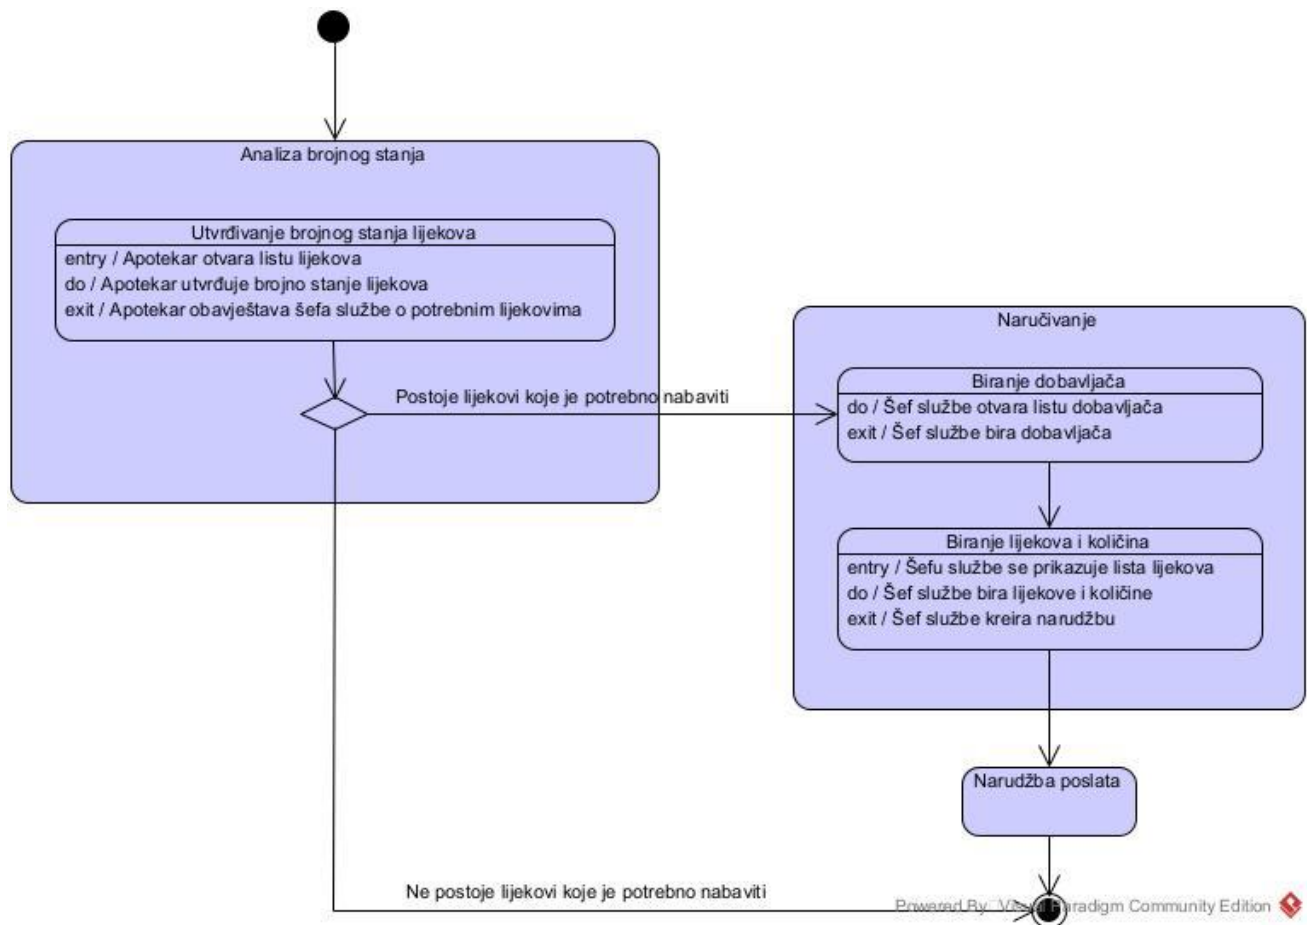 Analiza brojnog stanja
Utvrđivanje brojnog stanja lijekova
entry / Apotekar otvara listu lijekova
do / Apotekar utvrđuje brojno stanje lijekova
exit / Apotekar obavještava šefa službe o potrebnim lijekovima
Postoje lijekovi koje je potrebno nabaviti
Naručivanje
Biranje dobavljača
do / Šef službe otvara listu dobavljača
exit / Šef službe bira dobavljača
Biranje lijekova i količina
entry / Šefu službe se prikazuje lista lijekova
do / Šef službe bira lijekove i količine
exit / Šef službe kreira narudžbu
Narudžba poslata
Ne postoje lijekovi koje je potrebno nabaviti
Powered By Visual Paradigm Community Edition